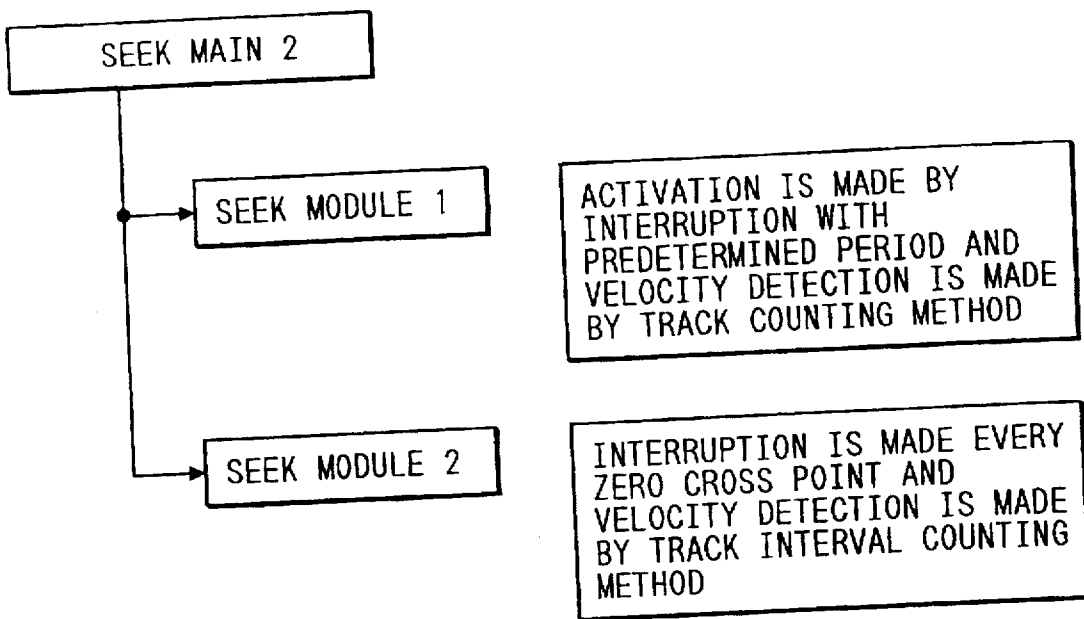 SEEK MAIN 2
SEEK MODULE 1
ACTIVATION IS MADE BY
INTERRUPTION WITH
PREDETERMINED PERIOD AND
VELOCITY DETECTION IS MADE
BY TRACK COUNTING METHOD
SEEK MODULE 2
INTERRUPTION IS MADE EVERY
ZERO CROSS POINT AND
VELOCITY DETECTION IS MADE
BY TRACK INTERVAL COUNTING
METHOD